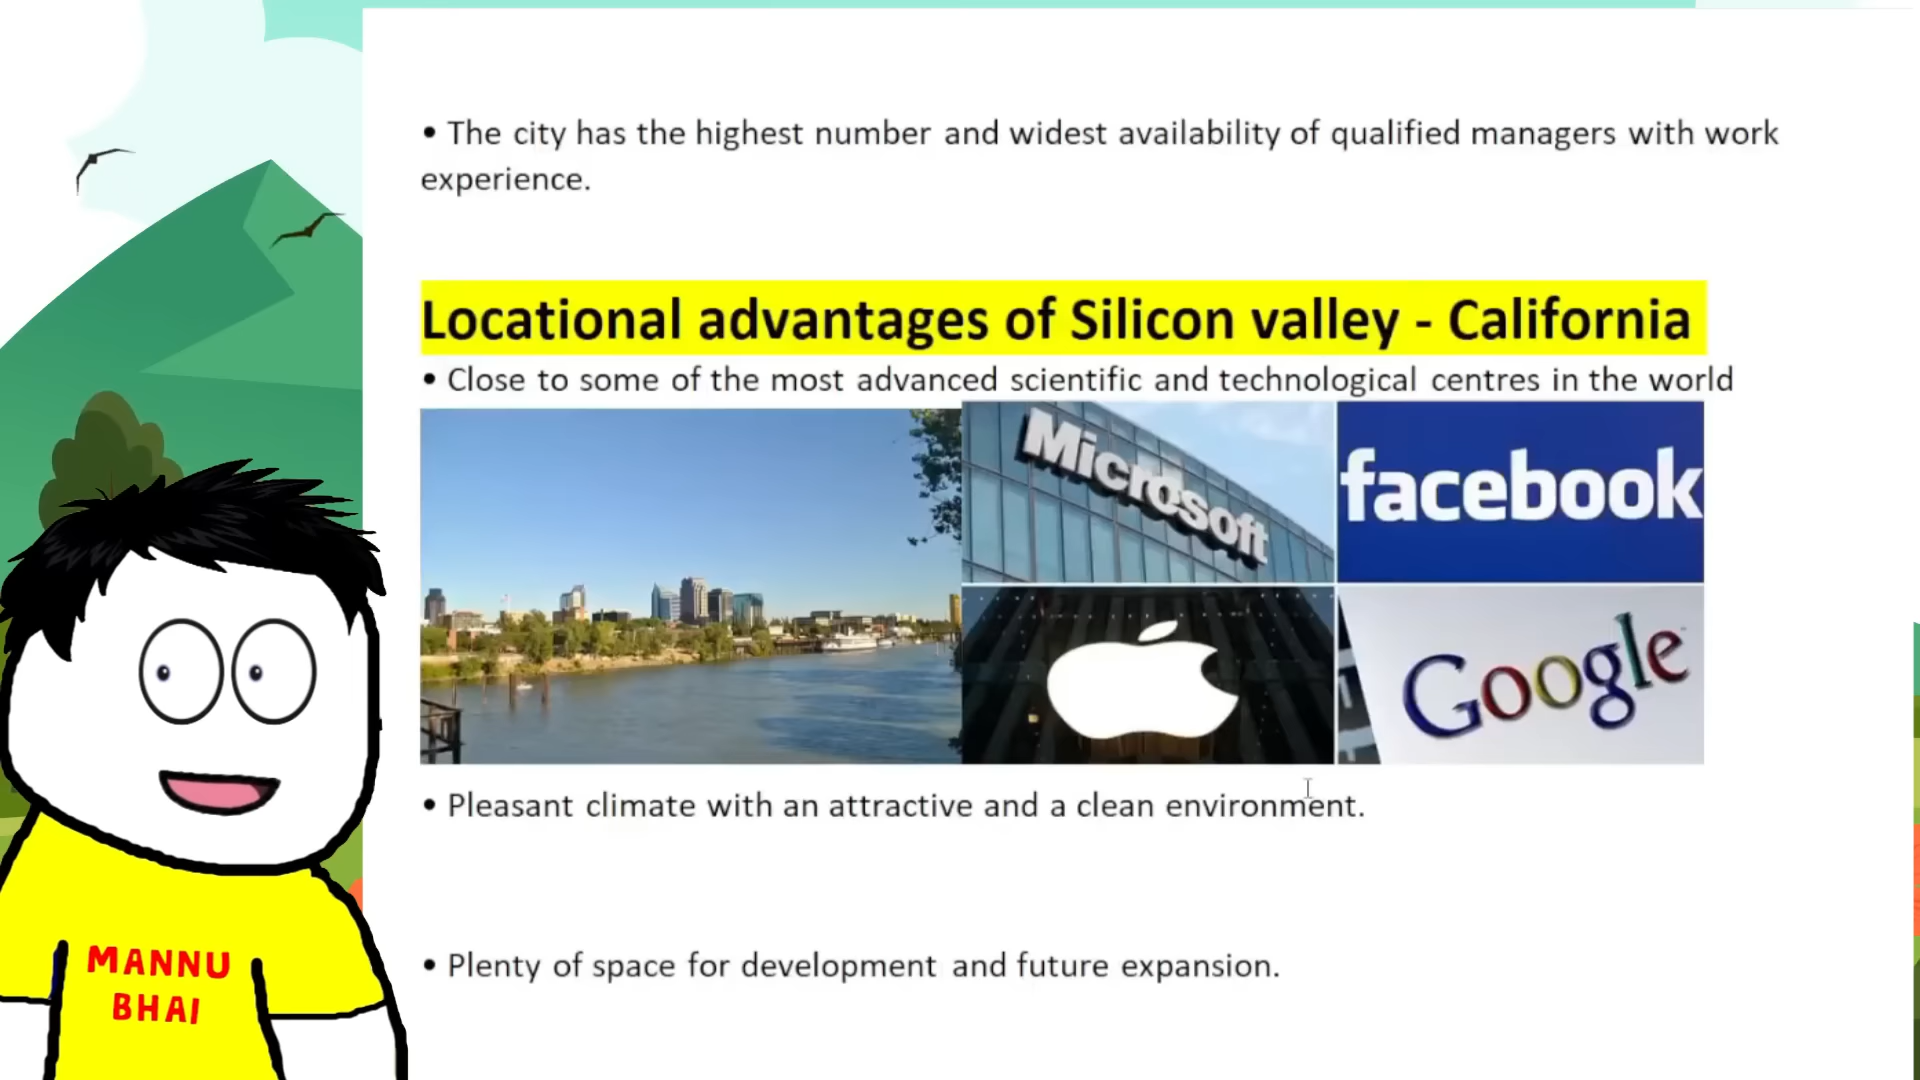 • The city has the highest number and widest availability of qualified managers with work
experience.
Locational advantages of Silicon valley - California
• Close to some of the most advanced scientific and technological centres in the world
Microsoft
facebook
Google
• Pleasant climate with an attractive and a clean environment.
• Plenty of space for development and future expansion.
MANNU
BHAI